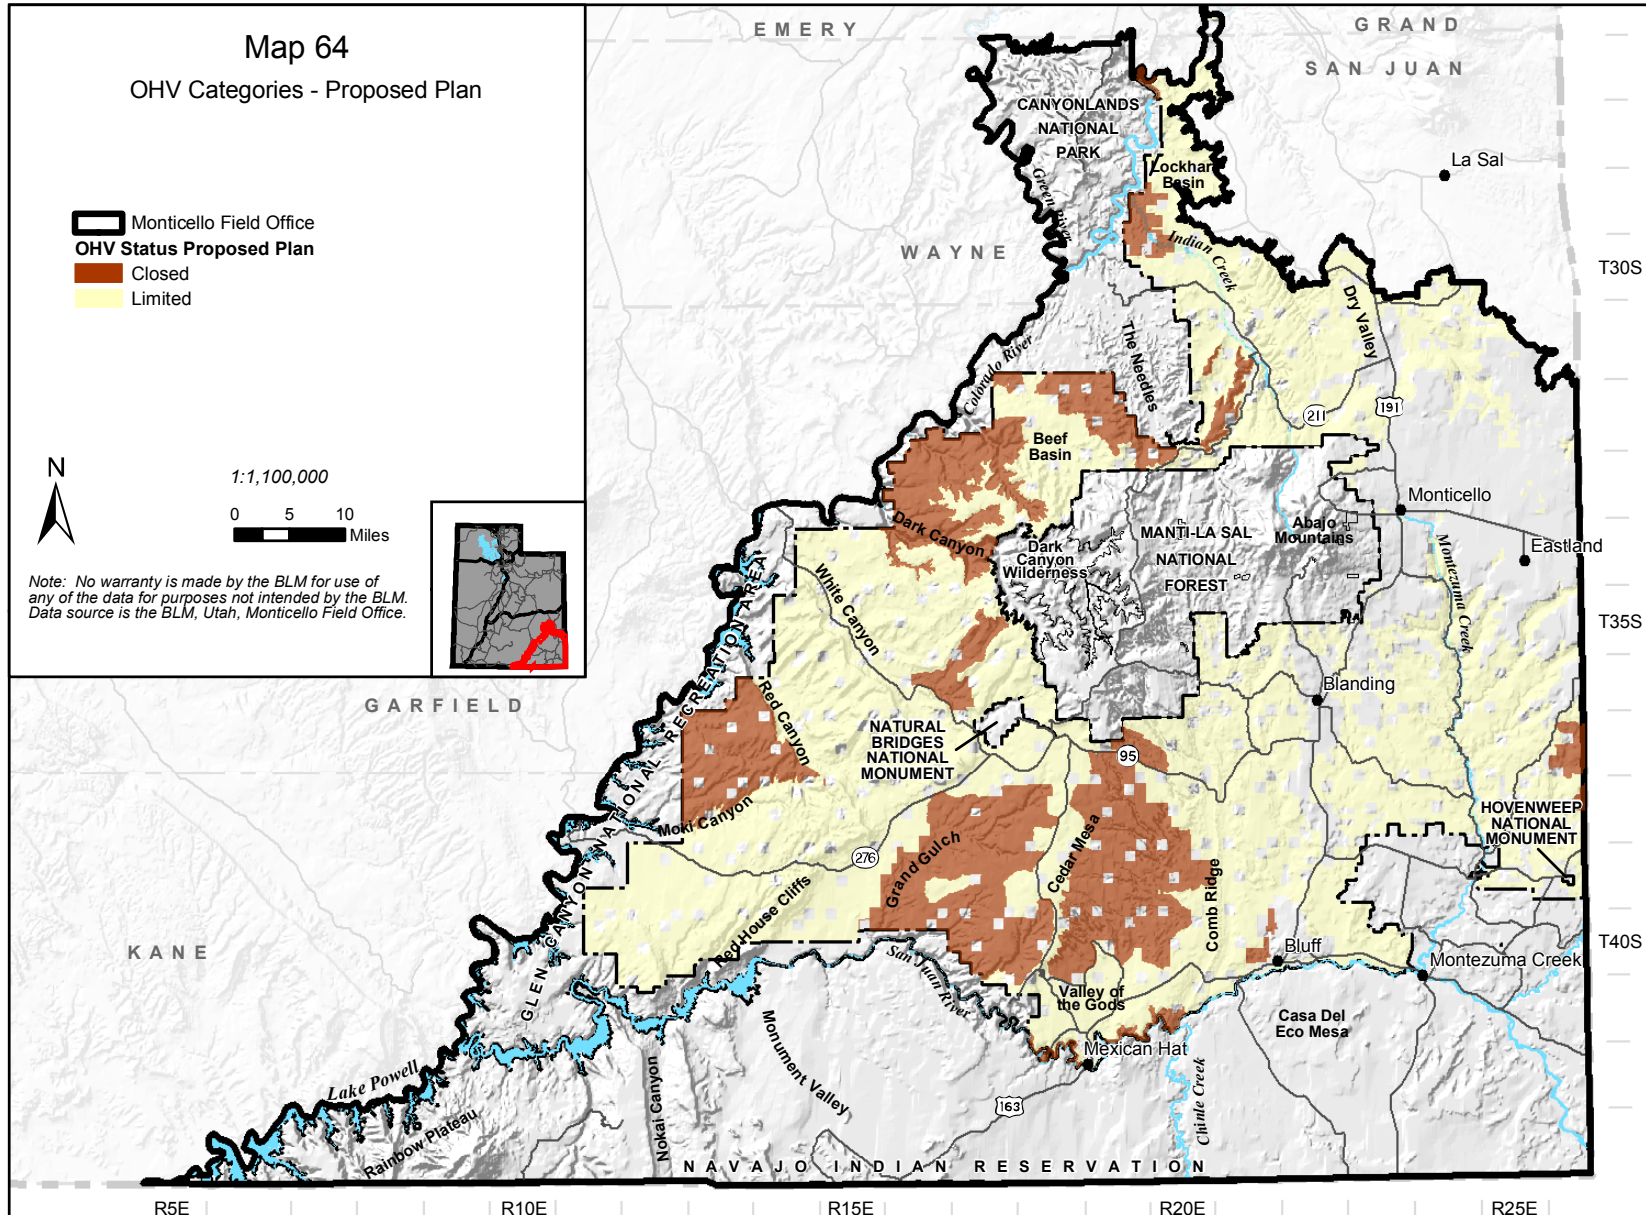 Map 64
OHV Categories - Proposed Plan
Monticello Field Office
OHV Status Proposed Plan
Closed
Limited
N
1:1,100,000
0 5 10
Miles
Note: No warranty is made by the BLM for use of
any of the data for purposes not intended by the BLM.
Data source is the BLM, Utah, Monticello Field Office.
EMERY
GRAND
SAN JUAN
CANYONLANDS
NATIONAL
PARK
La Sal
Lockhart
Basin
Green River
WAYNE
Indian Creek
T30S
Dry Valley
The Needles
Colorado River
191
211
Beef
Basin
Monticello
Dark Canyon
MANTI-LA SAL
NATIONAL
FOREST
Abajo
Mountains
Dark
Canyon
Wilderness
Eastland
Montezuma Creek
White Canyon
T35S
Blanding
GARFIELD
Red Canyon
NATURAL
BRIDGES
NATIONAL
MONUMENT
95
GLEN CANYON NATIONAL RECREATION AREA
Moki Canyon
276
HOVENWEEP
NATIONAL
MONUMENT
Cedar Mesa
Grand Gulch
Comb Ridge
Red House Cliffs
KANE
T40S
Bluff
Montezuma Creek
San Juan River
Valley of
the Gods
Casa Del
Eco Mesa
Mexican Hat
Monument Valley
Lake Powell
Nokai Canyon
Chinle Creek
163
Rainbow Plateau
NAVAJO INDIAN RESERVATION
R5E
R10E
R15E
R20E
R25E